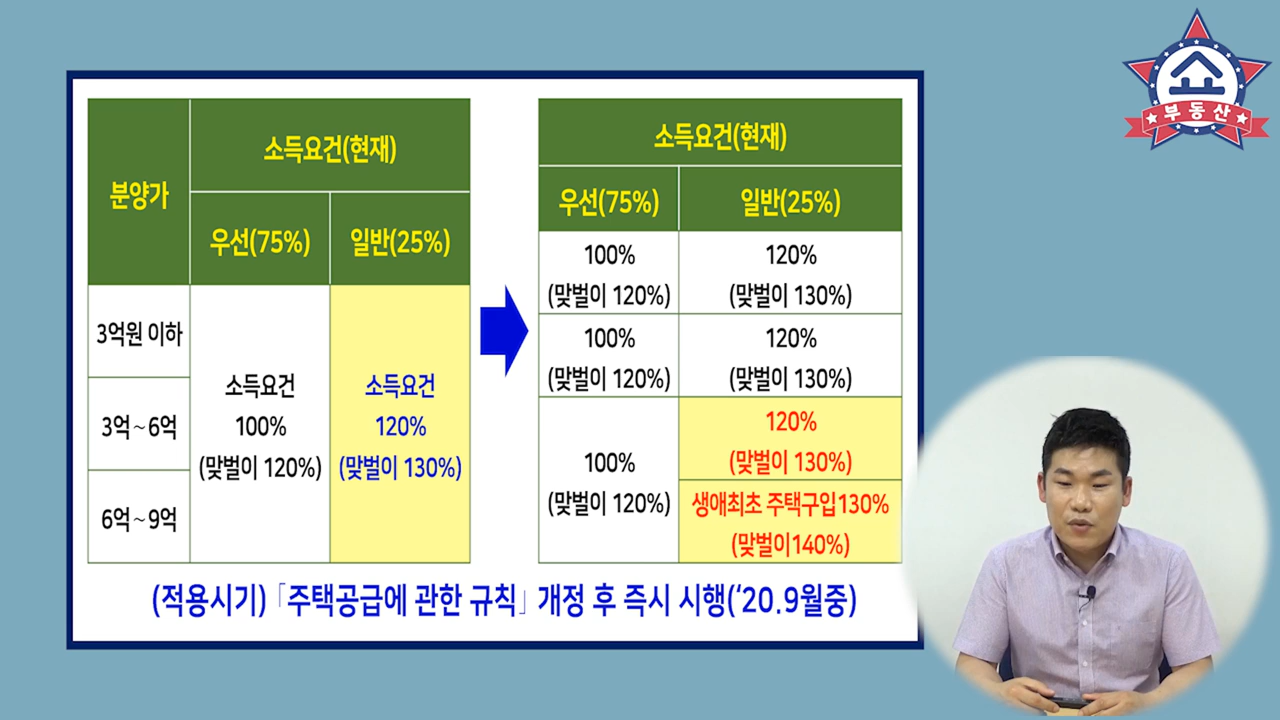 쇼
부동산
분양가
소득요건(현재)
우선(75%)
일반(25%)
3억원 이하
3억~6억
6억~9억
소득요건
100%
(맞벌이 120%)
소득요건
120%
(맞벌이 130%)
소득요건(현재)
우선(75%)
일반(25%)
100%
(맞벌이 120%)
120%
(맞벌이 130%)
100%
(맞벌이 120%)
120%
(맞벌이 130%)
100%
(맞벌이 120%)
120%
(맞벌이 130%)
생애최초 주택구입130%
(맞벌이140%)
(적용시기)「주택공급에 관한 규칙」 개정 후 즉시 시행(‘20.9월중)